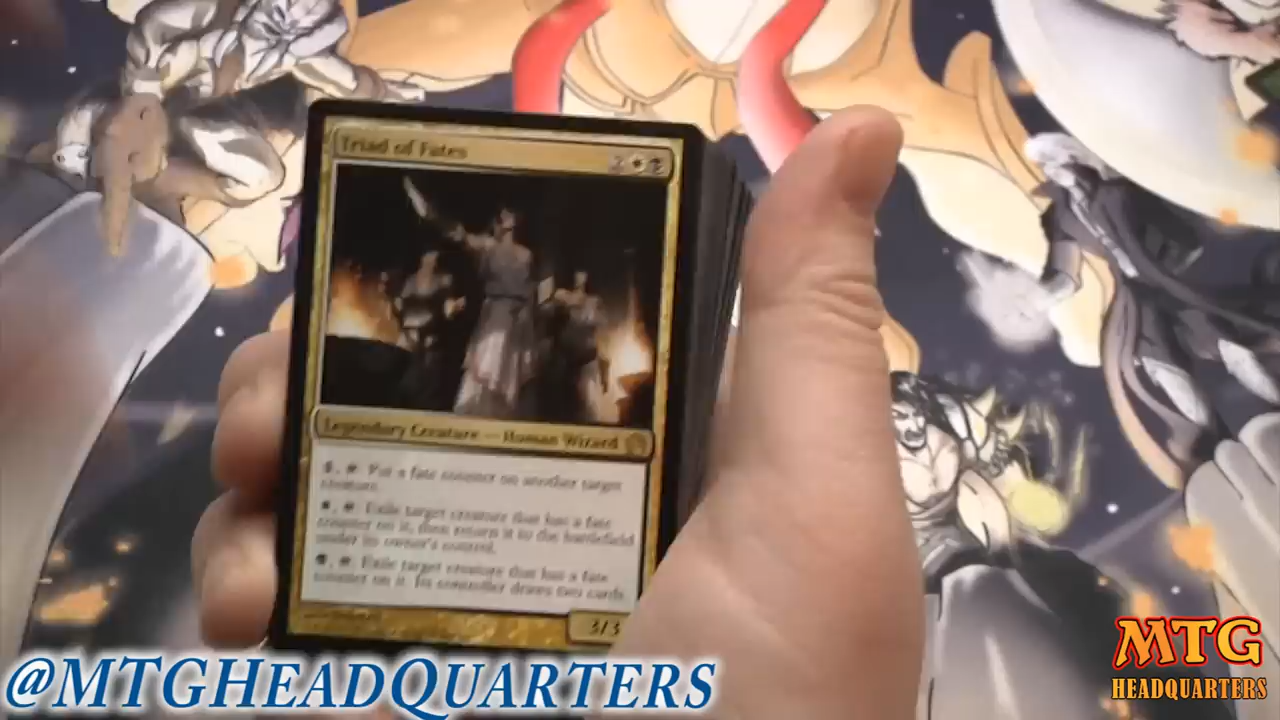 Triad of Fates
2
Legendary Creature — Human Wizard
Put a fate counter on another target
creature.
Exile target creature that has a fate
counter on it, then return it to the battlefield
under its owner's control.
Exile target creature that has a fate
counter on it. Its controller draws two cards.
3/3
@MTGHEADQUARTERS
MTG
HEADQUARTERS